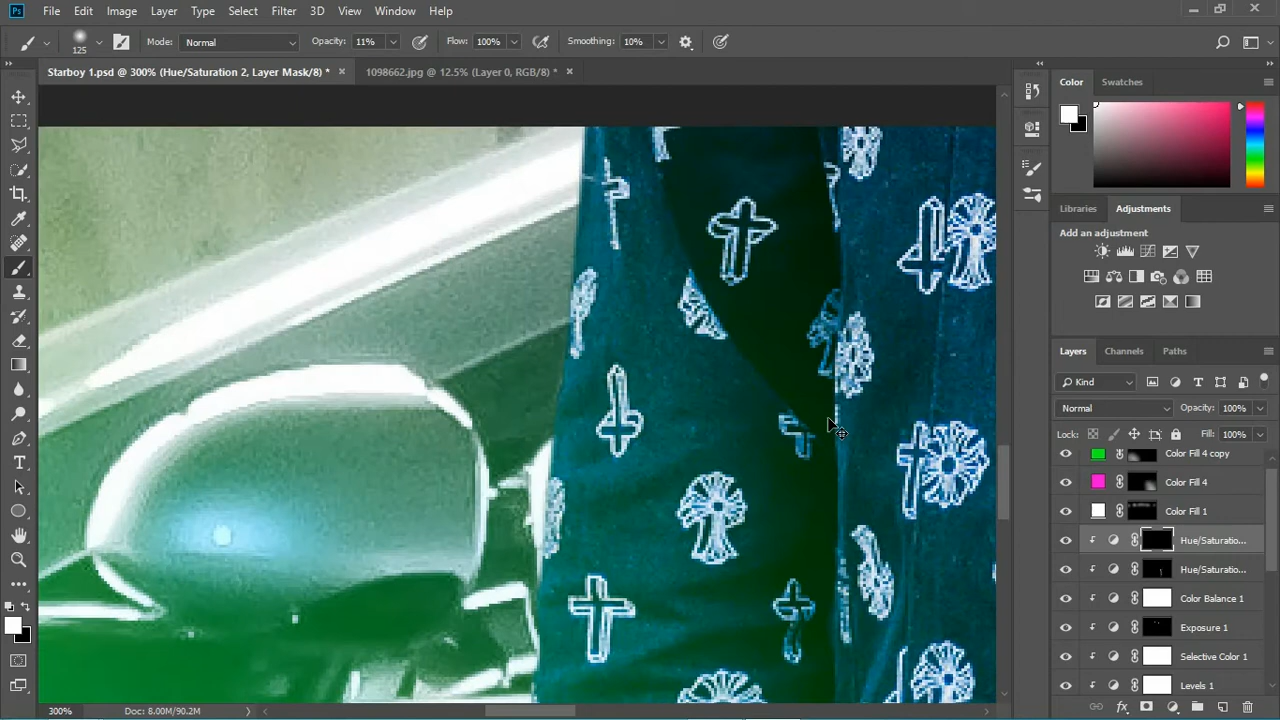 Ps File Edit Image Layer Type Select Filter 3D View Window Help
125 Mode: Normal Opacity: 11% Flow: 100% Smoothing: 10%
Starboy 1.psd @ 300% (Hue/Saturation 2, Layer Mask/8) * 1098662.jpg @ 12.5% (Layer 0, RGB/8) *
Color Swatches
Libraries Adjustments
Add an adjustment
Layers Channels Paths
Kind
Normal Opacity: 100%
Lock: Fill: 100%
Color Fill 4 copy
Color Fill 4
Color Fill 1
Hue/Saturatio...
Hue/Saturatio...
Color Balance 1
Exposure 1
Selective Color 1
Levels 1
300% Doc: 8.00M/90.2M